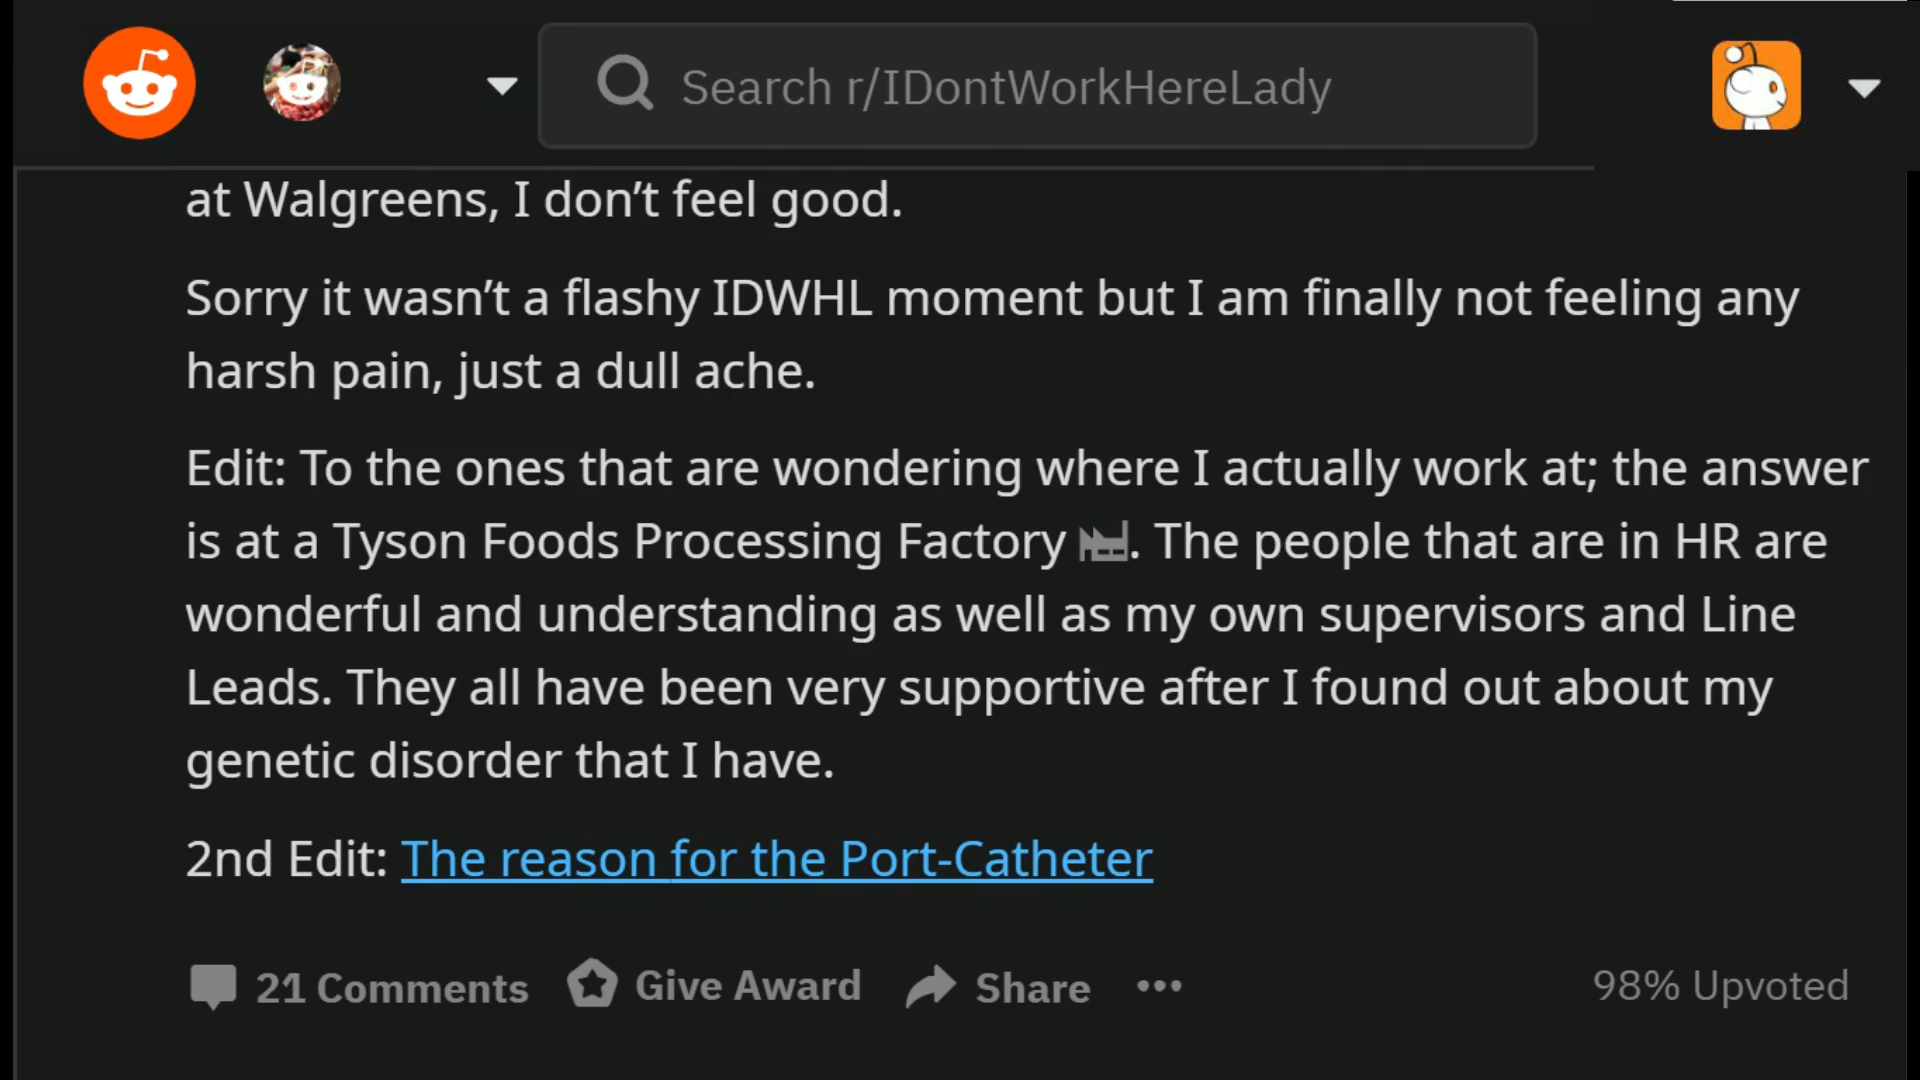 Search r/IDontWorkHereLady
at Walgreens, I don’t feel good.
Sorry it wasn’t a flashy IDWHL moment but I am finally not feeling any
harsh pain, just a dull ache.
Edit: To the ones that are wondering where I actually work at; the answer
is at a Tyson Foods Processing Factory 🏭. The people that are in HR are
wonderful and understanding as well as my own supervisors and Line
Leads. They all have been very supportive after I found out about my
genetic disorder that I have.
2nd Edit: The reason for the Port-Catheter
21 Comments Give Award Share ··· 98% Upvoted